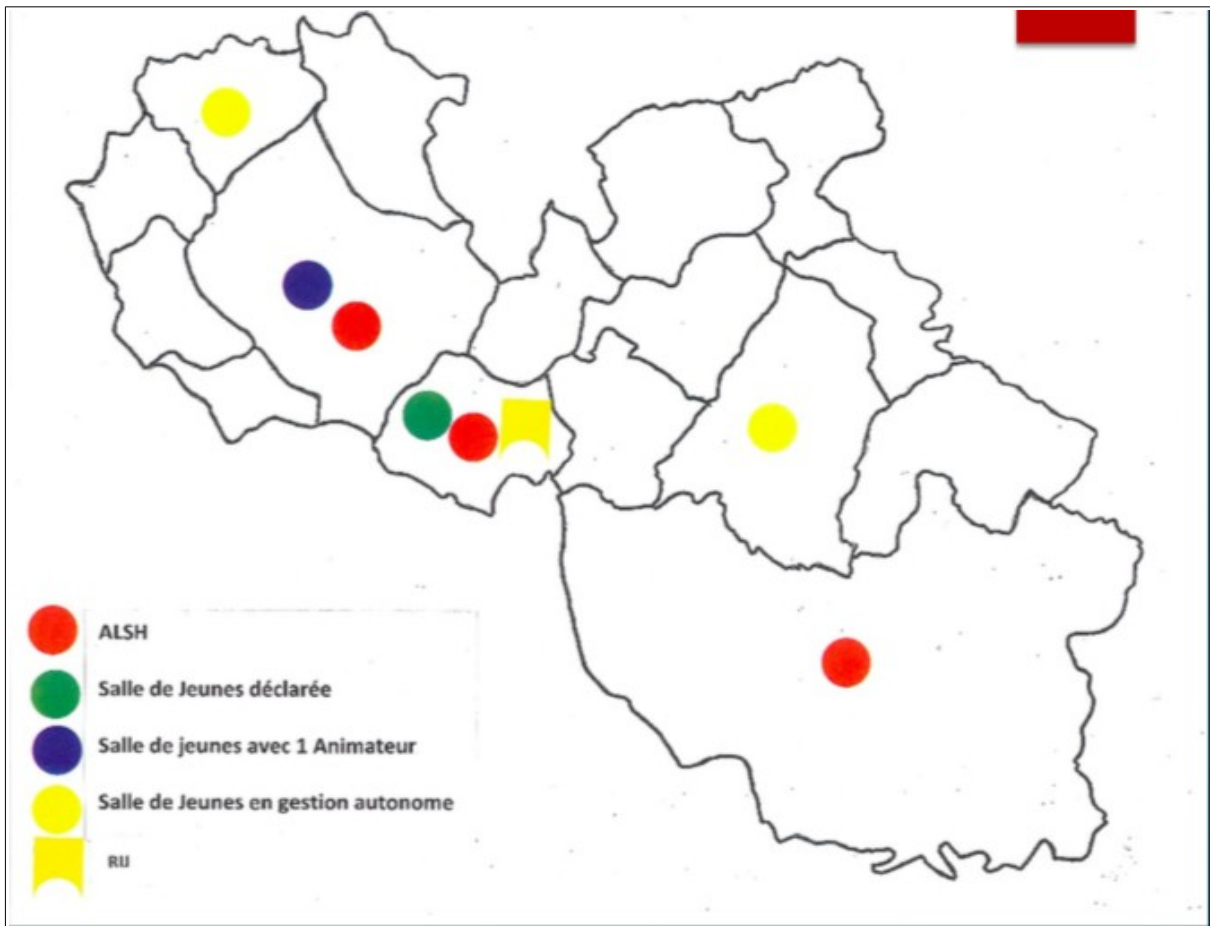 ALSH
Salle de Jeunes déclarée
Salle de jeunes avec 1 Animateur
Salle de Jeunes en gestion autonome
RIJ